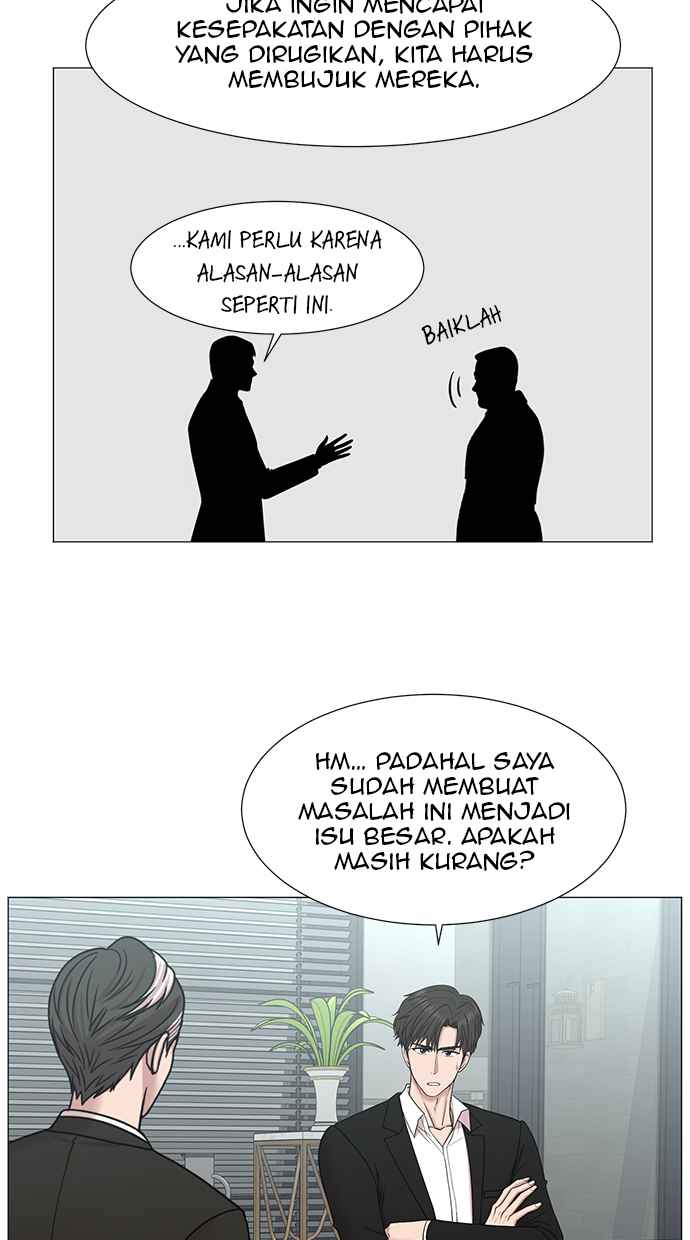 JIKA INGIN MENCAPAI
KESEPAKATAN DENGAN PIHAK
YANG DIRUGIKAN, KITA HARUS
MEMBUJUK MEREKA.
...KAMI PERLU KARENA
ALASAN-ALASAN
SEPERTI INI.
BAIKLAH
HM... PADAHAL SAYA
SUDAH MEMBUAT
MASALAH INI MENJADI
ISU BESAR. APAKAH
MASIH KURANG?